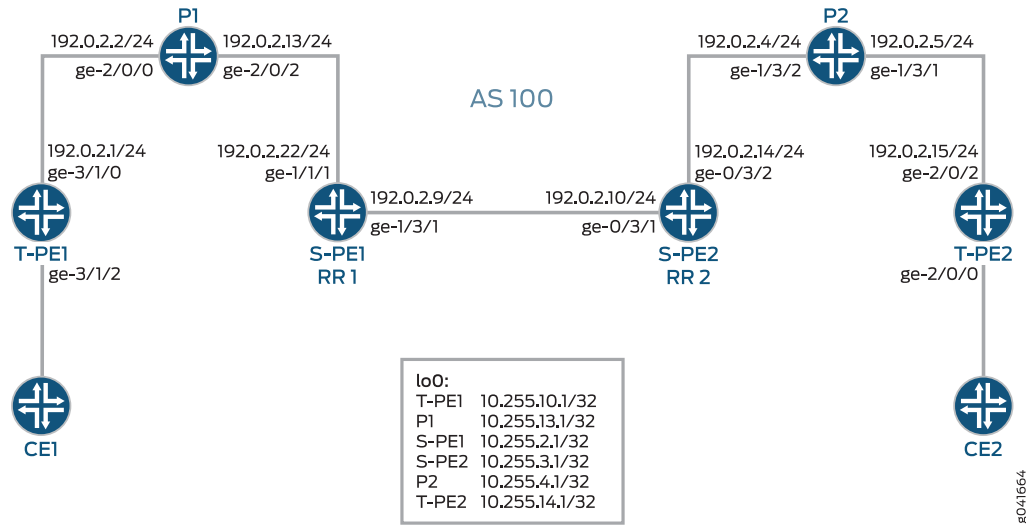 P1
P2
192.0.2.2/24
192.0.2.13/24
192.0.2.4/24
192.0.2.5/24
ge-2/0/0
ge-2/0/2
ge-1/3/2
ge-1/3/1
AS 100
192.0.2.1/24
192.0.2.22/24
192.0.2.14/24
192.0.2.15/24
ge-3/1/0
ge-1/1/1
ge-0/3/2
ge-2/0/2
192.0.2.9/24
192.0.2.10/24
ge-1/3/1
ge-0/3/1
T-PE1
S-PE1
S-PE2
T-PE2
ge-3/1/2
RR 1
RR 2
ge-2/0/0
lo0:
T-PE1 10.255.10.1/32
P1 10.255.13.1/32
S-PE1 10.255.2.1/32
S-PE2 10.255.3.1/32
P2 10.255.4.1/32
T-PE2 10.255.14.1/32
CE1
CE2
g041664